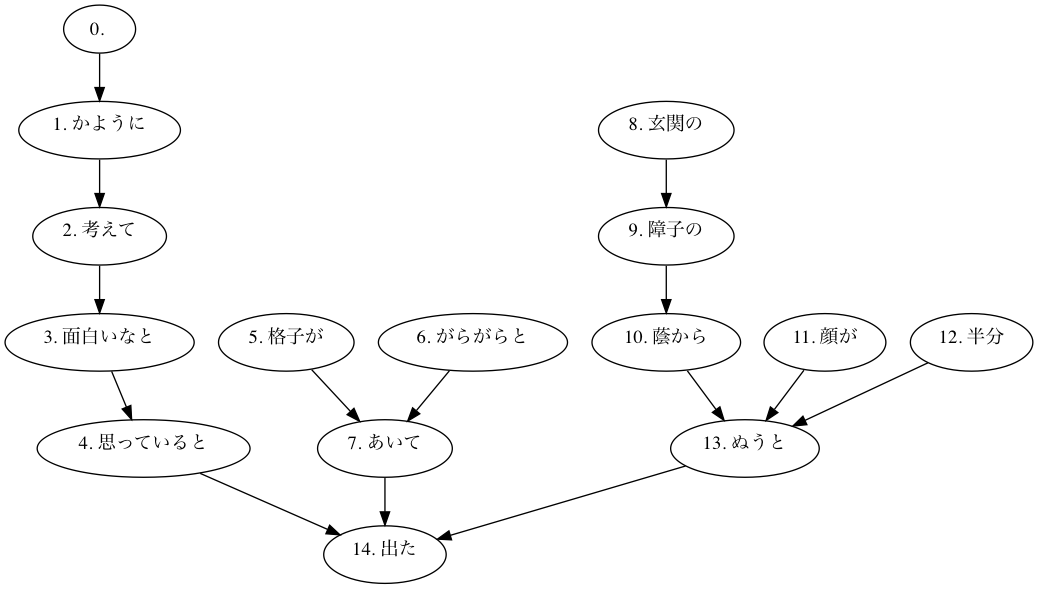 0.
1. かように
8. 玄関の
2. 考えて
9. 障子の
3. 面白いなと
5. 格子が
6. がらがらと
10. 蔭から
11. 顔が
12. 半分
4. 思っていると
7. あいて
13. ぬうと
14. 出た